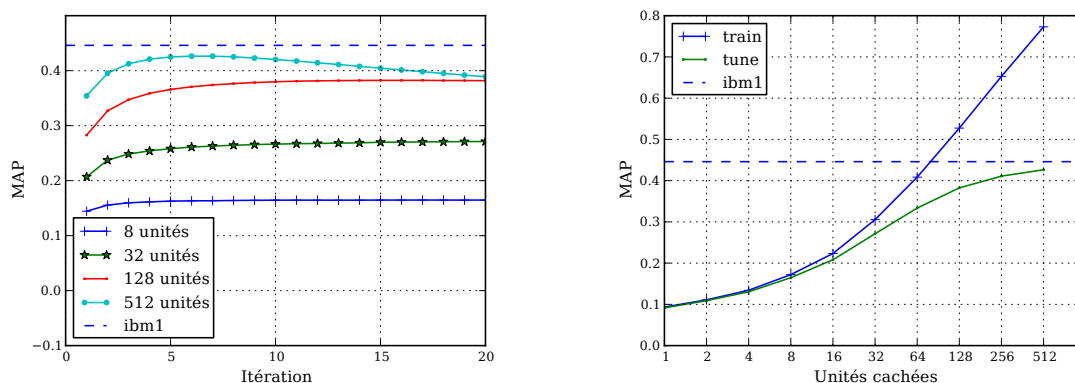 0.4
0.3
0.2
0.1
0.0
−0.1
MAP
0 5 10 15 20
Itération
8 unités
32 unités
128 unités
512 unités
ibm1
0.8
0.7
0.6
0.5
0.4
0.3
0.2
0.1
0.0
MAP
1 2 4 8 16 32 64 128 256 512
Unités cachées
train
tune
ibm1